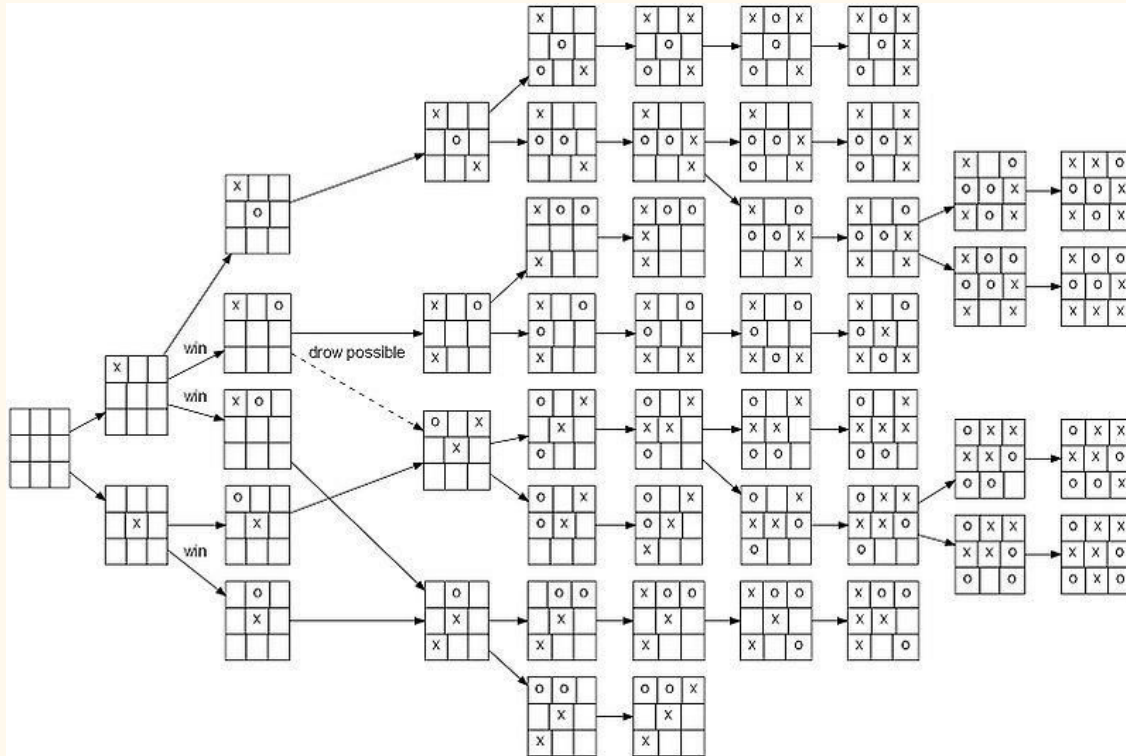 X X X X O X X O X
O O O O X
O X O X O X O X
X X X X X X
O O O O O X O O X O O X
X X X O X O X
X O X X O
X O O X O O X
X O O X O O X O X O
O X O X X O X
X O O X O O X
X X X X X
X O O X O O
O O X O O X
X O X O X O X O X O X O
X X X X X
O O O O X
win
drow possible
X X X X X O X X O X
X
win
X O O X O X O X O X
O X X X X X X X X
O X X O X X
O O O O
X X O X X O
O O O X X
O O X O X O X O X X
X X O X O X X X O X X O
O X X O X X
win
X O O
X X O X X O
O O O X O
O O O O X O O X O O X O O
X X X X X X X
X X X X O X O
O O O O X
X X
X X